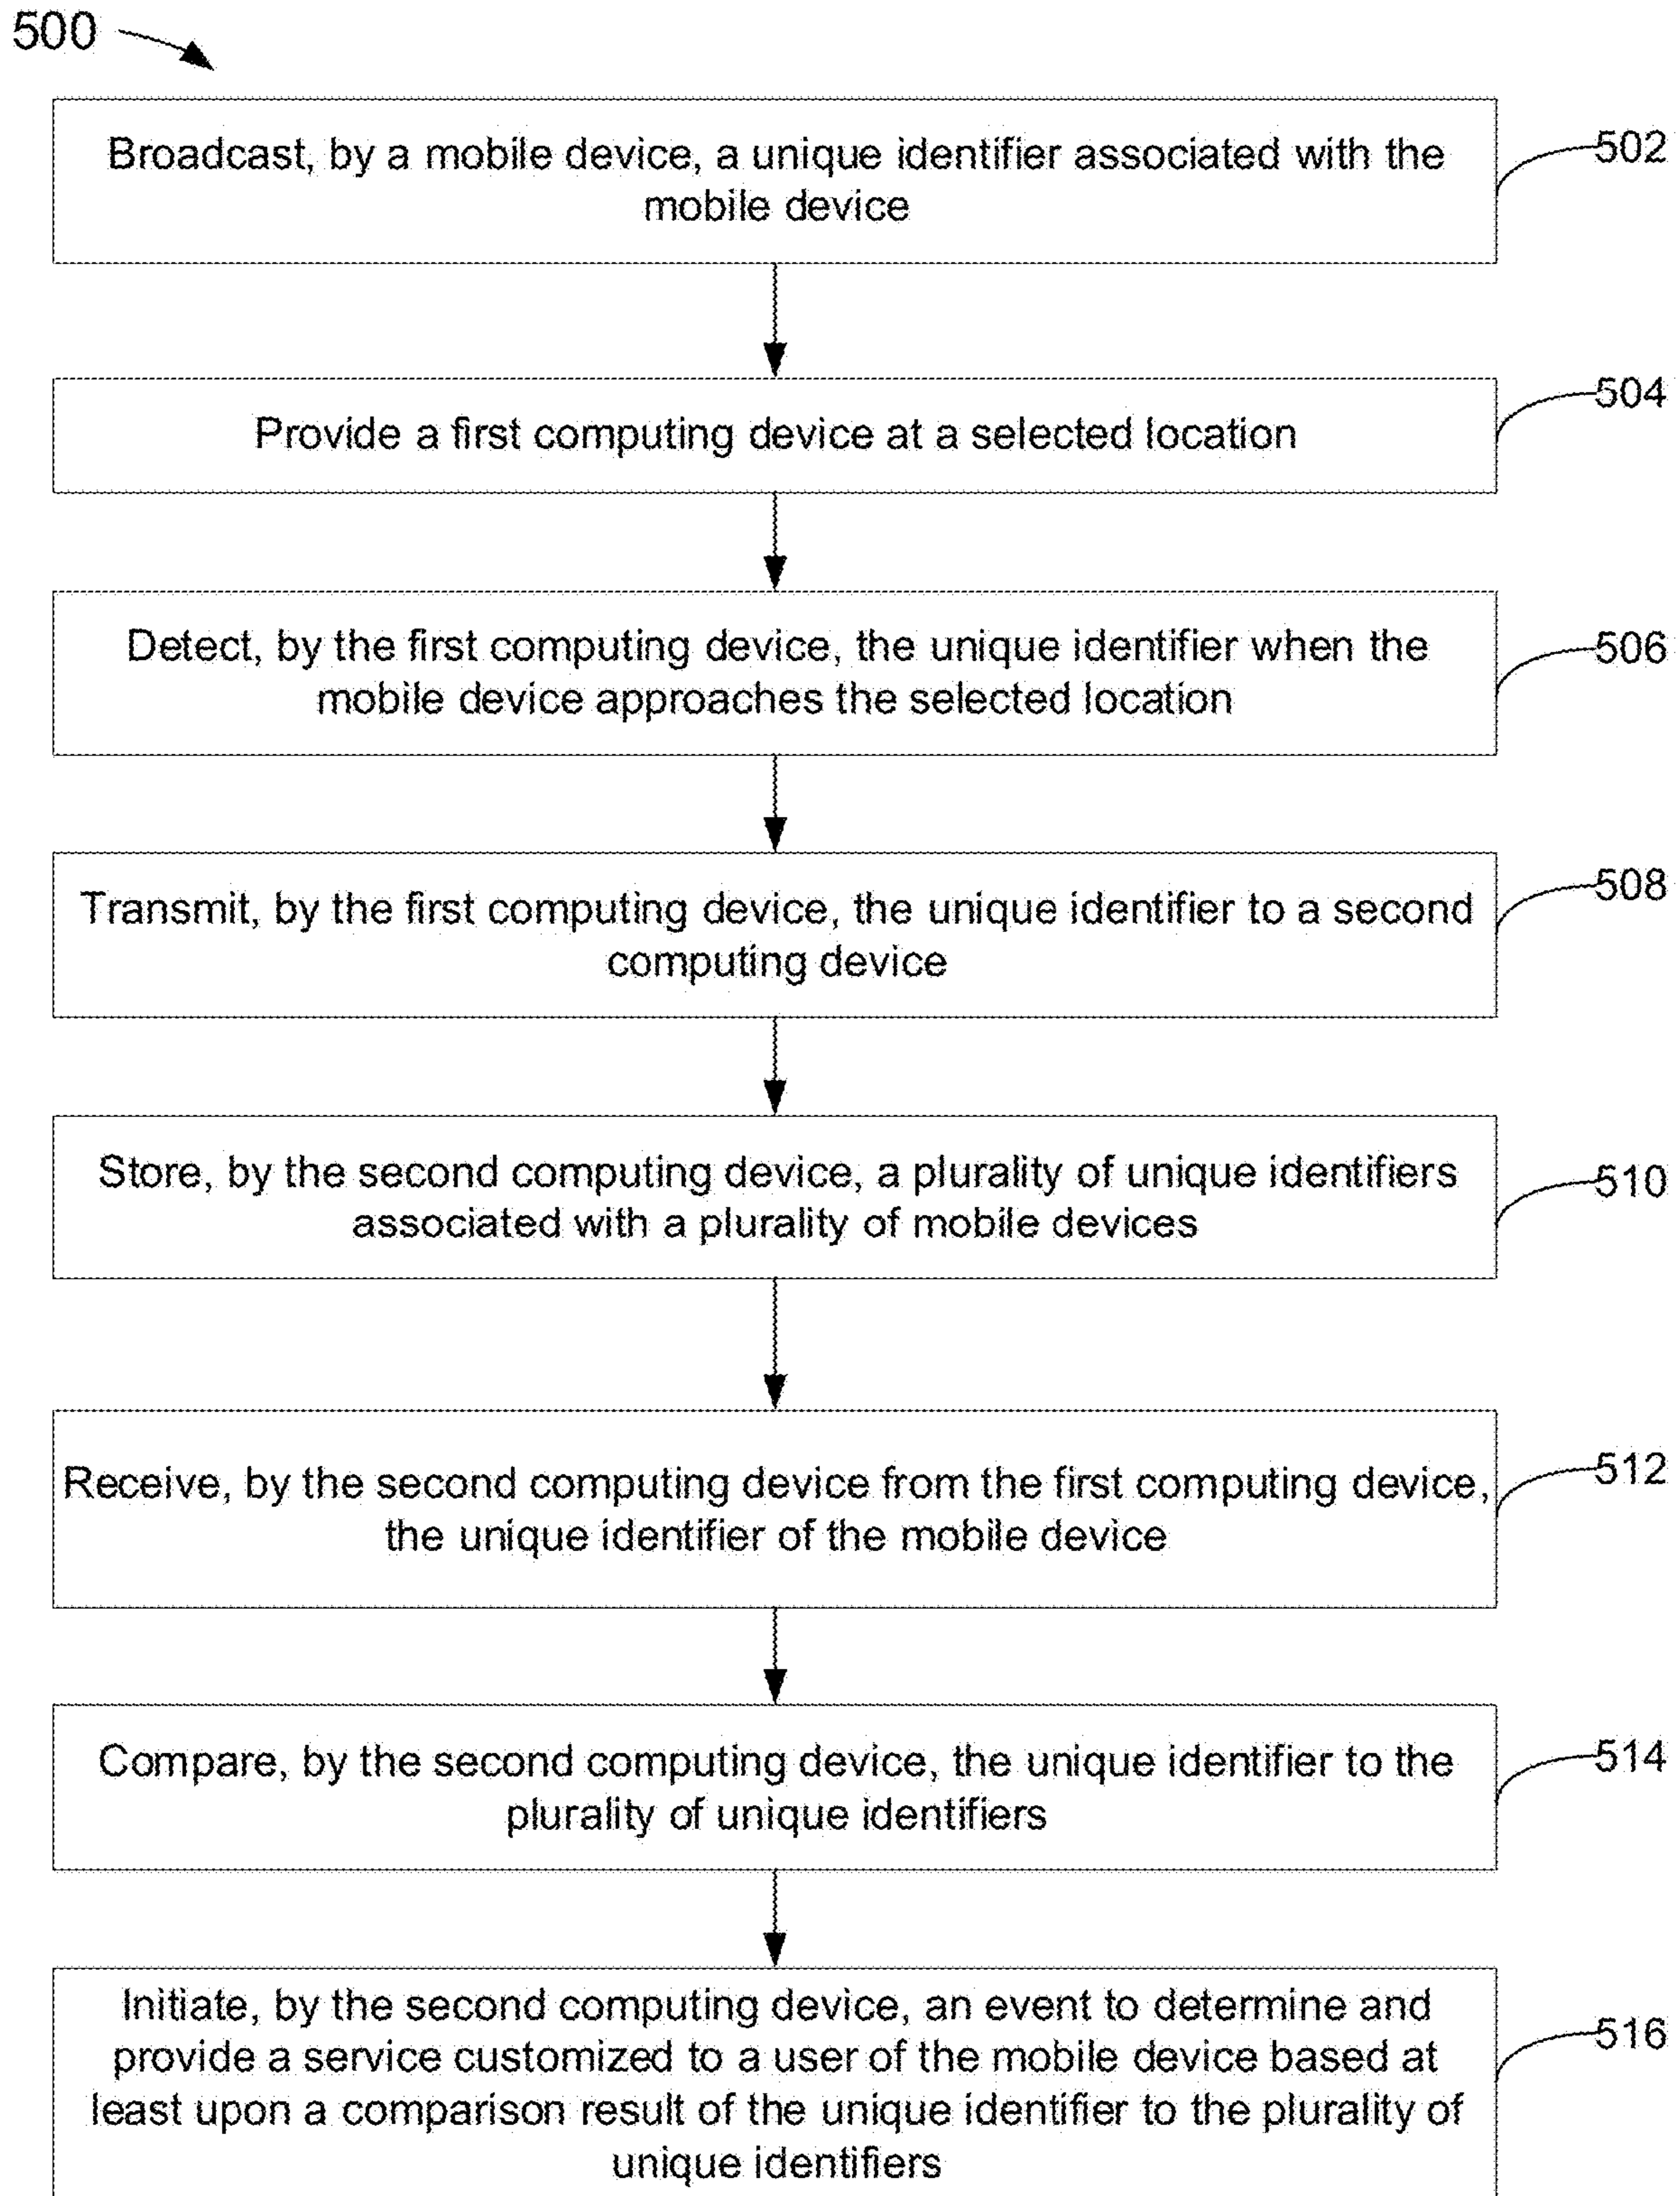 500
Broadcast, by a mobile device, a unique identifier associated with the
mobile device
502
Provide a first computing device at a selected location
504
Detect, by the first computing device, the unique identifier when the
mobile device approaches the selected location
506
Transmit, by the first computing device, the unique identifier to a second
computing device
508
Store, by the second computing device, a plurality of unique identifiers
associated with a plurality of mobile devices
510
Receive, by the second computing device from the first computing device,
the unique identifier of the mobile device
512
Compare, by the second computing device, the unique identifier to the
plurality of unique identifiers
514
Initiate, by the second computing device, an event to determine and
provide a service customized to a user of the mobile device based at
least upon a comparison result of the unique identifier to the plurality of
unique identifiers
516